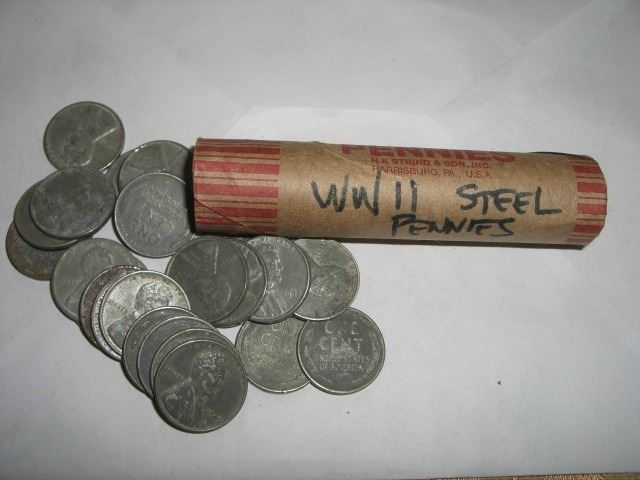 PENNIES
N.F. STRING & SON, INC.
HARRISBURG, PA., U.S.A.
WW II STEEL
PENNIES
ONE
CENT
UNITED STATES
OF AMERICA